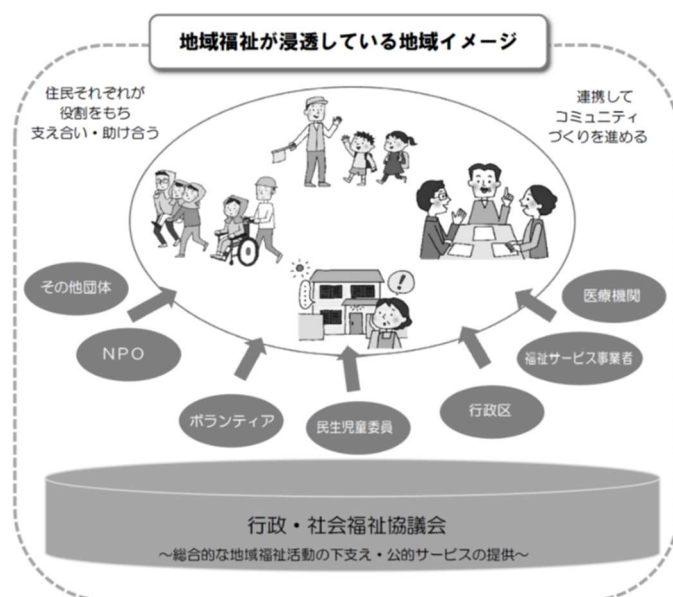 地域福祉が浸透している地域イメージ
住民それぞれが
役割をもち
支え合い・助け合う
連携して
コミュニティ
づくりを進める
!
その他団体
NPO
ボランティア
民生児童委員
行政区
福祉サービス事業者
医療機関
行政・社会福祉協議会
～総合的な地域福祉活動の下支え・公的サービスの提供～